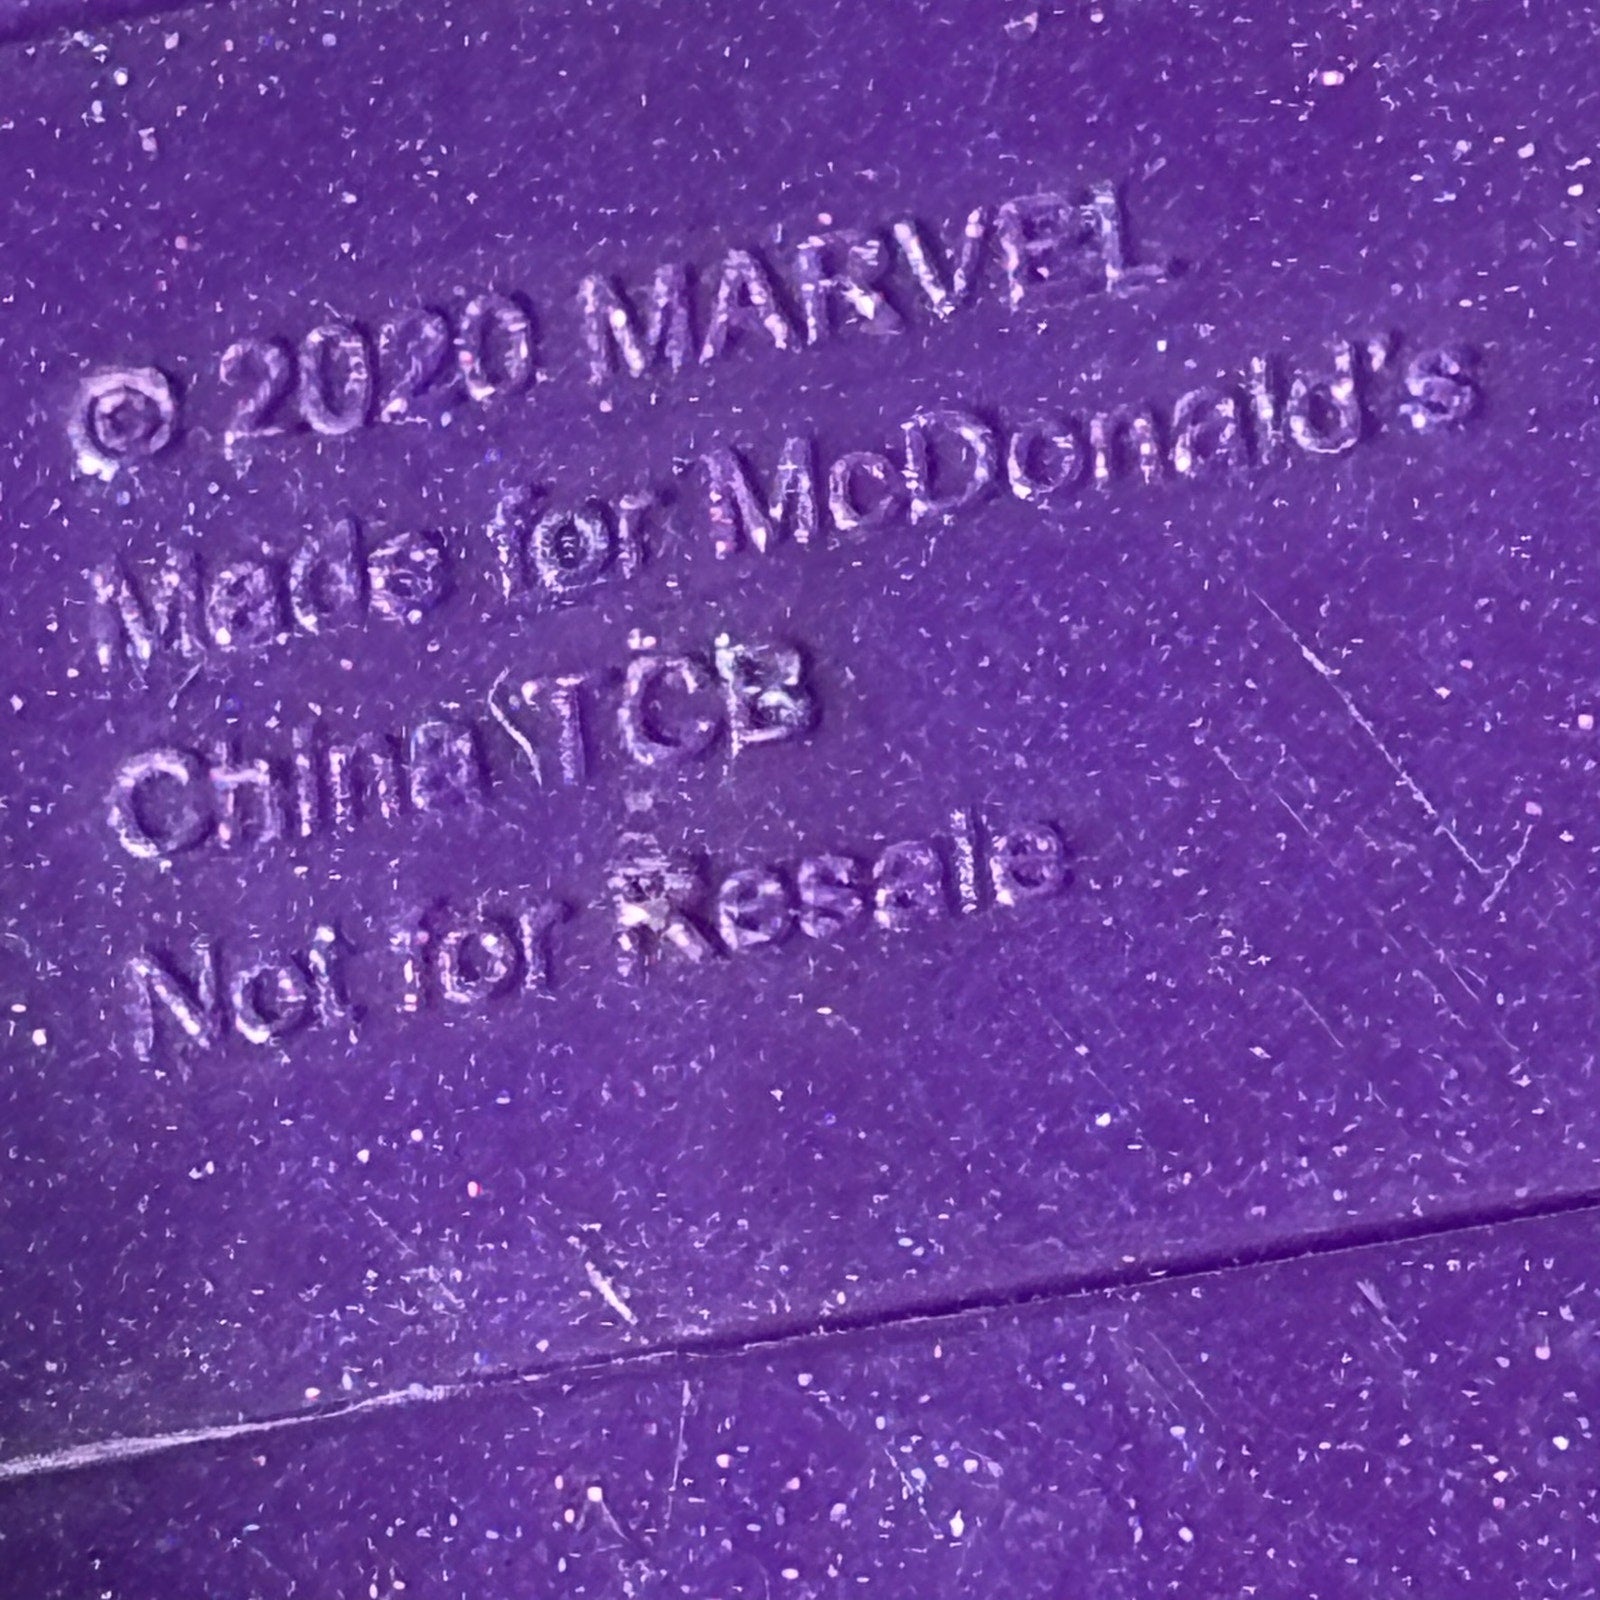 © 2020 MARVEL
Made for McDonald's
China\TCB
Not for Resale